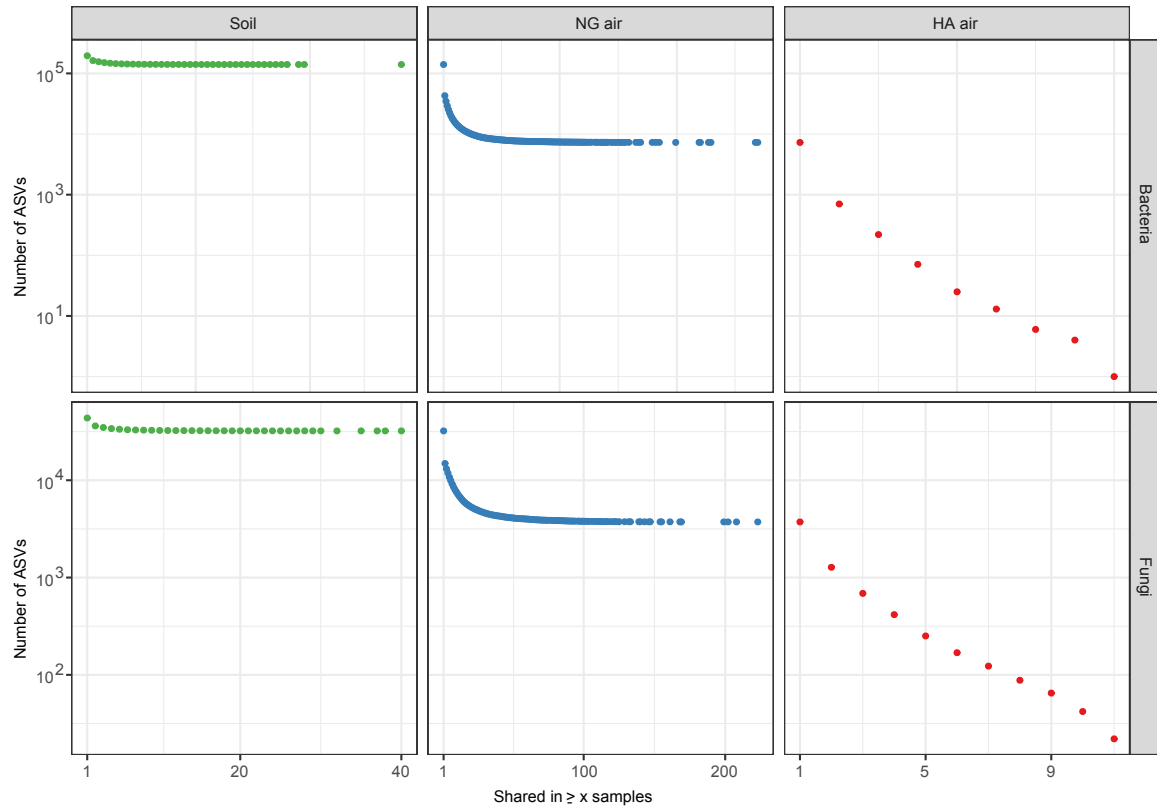 Soil NG air HA air
Number of ASVs
10^5
10^3
10^1
Bacteria
Number of ASVs
10^4
10^3
10^2
Fungi
1 20 40 1 100 200 1 5 9
Shared in ≥ x samples